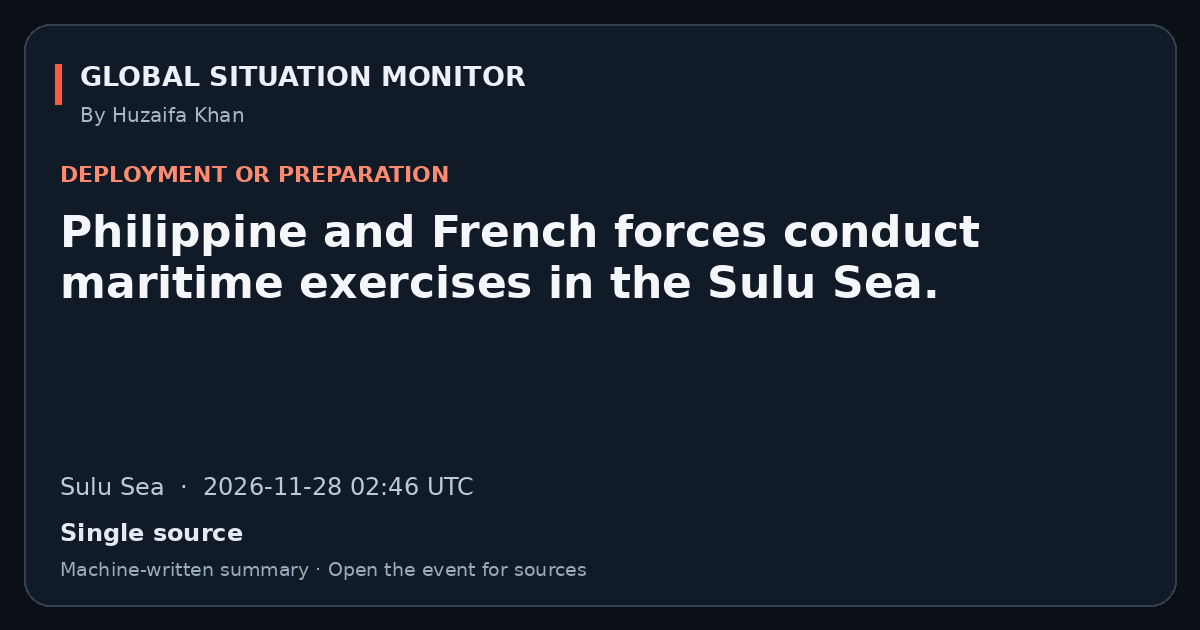 GLOBAL SITUATION MONITOR
By Huzaifa Khan
DEPLOYMENT OR PREPARATION
Philippine and French forces conduct
maritime exercises in the Sulu Sea.
Sulu Sea · 2026-11-28 02:46 UTC
Single source
Machine-written summary · Open the event for sources